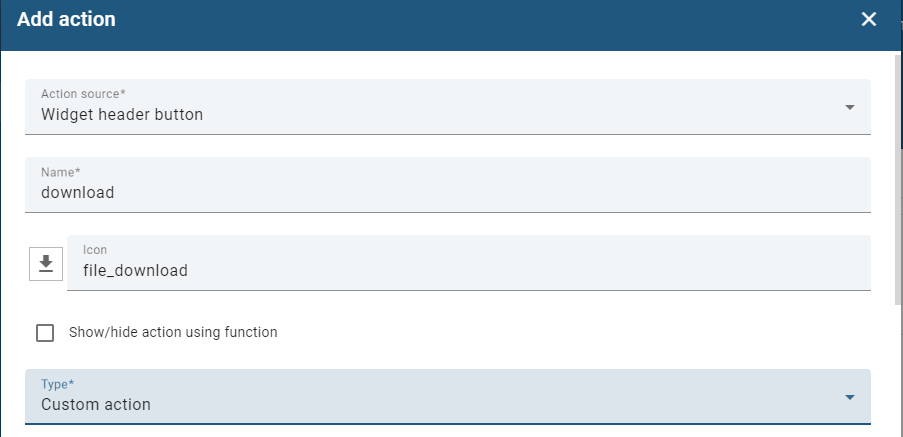 Add action
Action source*
Widget header button
Name*
download
Icon
file_download
Show/hide action using function
Type*
Custom action